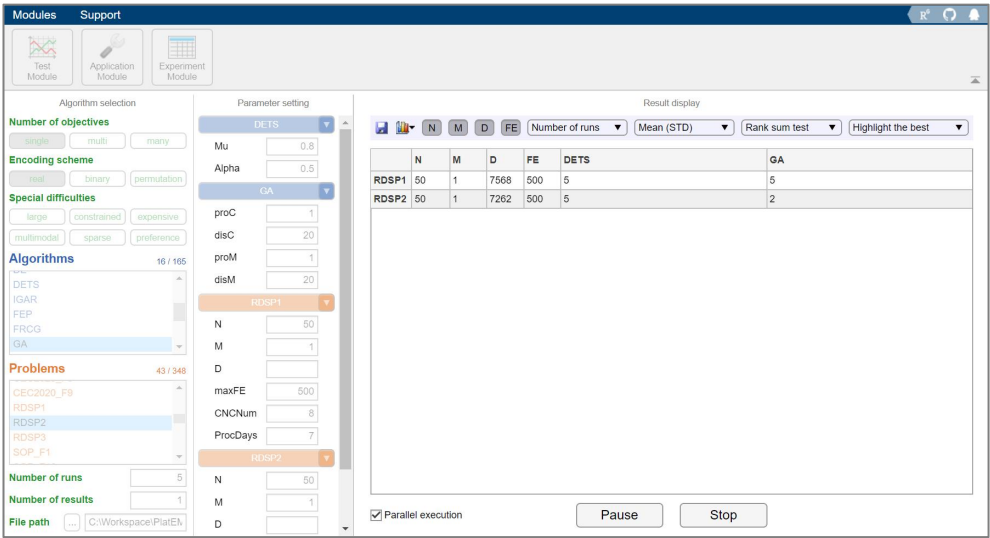 Modules Support R⁶
Test Module
Application Module
Experiment Module
Algorithm selection
Number of objectives
single multi many
Encoding scheme
real binary permutation
Special difficulties
large constrained expensive
multimodal sparse preference
Algorithms 16 / 165
DETS
IGAR
FEP
FRCG
GA
Problems 43 / 348
CEC2020_F9
RDSP1
RDSP2
RDSP3
SOP_F1
Number of runs 5
Number of results 1
File path ... C:\Workspace\PlatEM
Parameter setting
DETS
Mu 0.8
Alpha 0.5
GA
proC 1
disC 20
proM 1
disM 20
RDSP1
N 50
M 1
D
maxFE 500
CNCNum 8
ProcDays 7
RDSP2
N 50
M 1
D
Result display
N M D FE Number of runs Mean (STD) Rank sum test Highlight the best
N M D FE DETS GA
RDSP1 50 1 7568 500 5 5
RDSP2 50 1 7262 500 5 2
Parallel execution Pause Stop